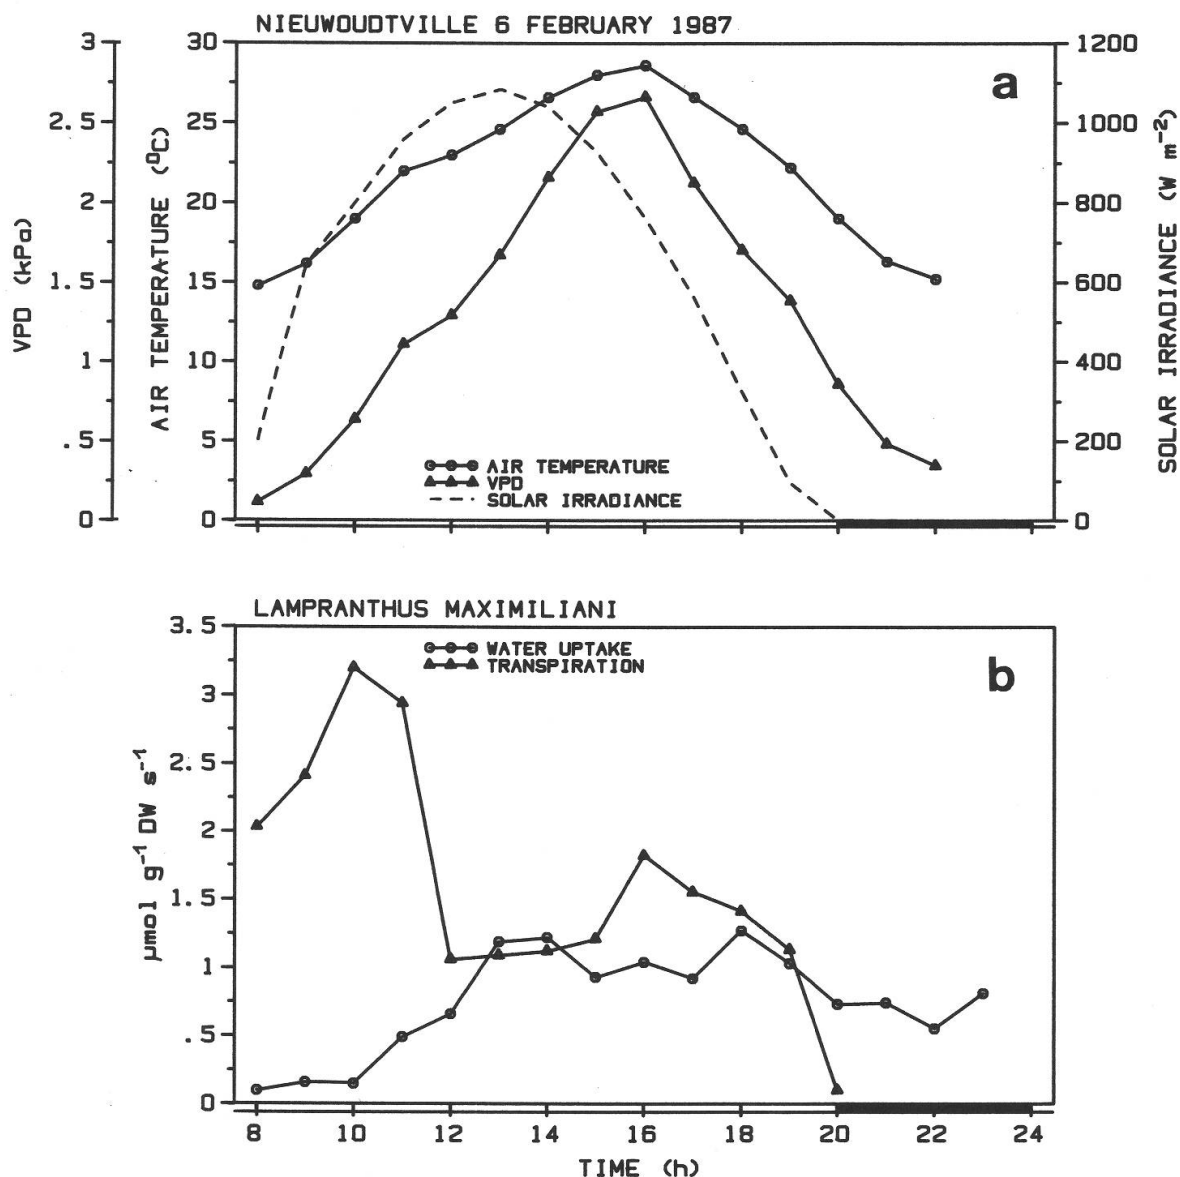 NIEUWOUDTVILLE 6 FEBRUARY 1987
a
VPD (kPa)
3
2.5
2
1.5
1
.5
0
AIR TEMPERATURE (⁰C)
30
25
20
15
10
5
0
AIR TEMPERATURE
VPD
SOLAR IRRADIANCE
1200
1000
800
600
400
200
0
SOLAR IRRADIANCE (W m⁻²)
LAMPRANTHUS MAXIMILIANI
b
WATER UPTAKE
TRANSPIRATION
µmol g⁻¹ DW s⁻¹
3.5
3
2.5
2
1.5
1
.5
0
8 10 12 14 16 18 20 22 24
TIME (h)